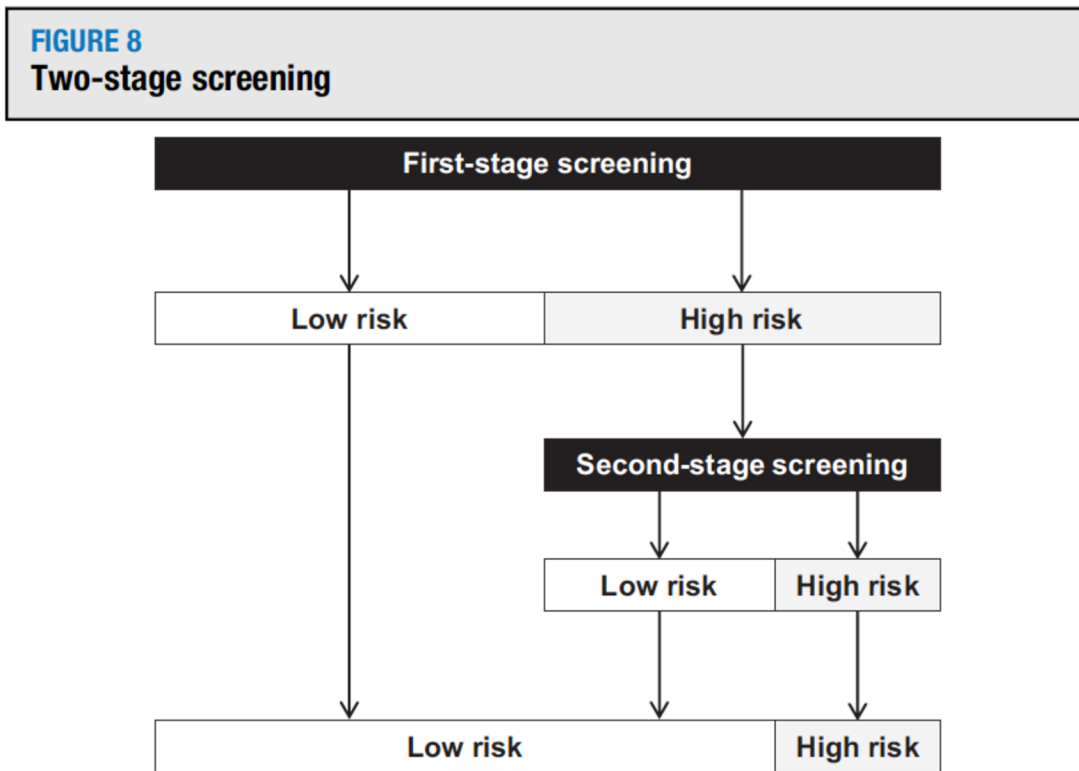 FIGURE 8
Two-stage screening
First-stage screening
Low risk
High risk
Second-stage screening
Low risk
High risk
Low risk
High risk